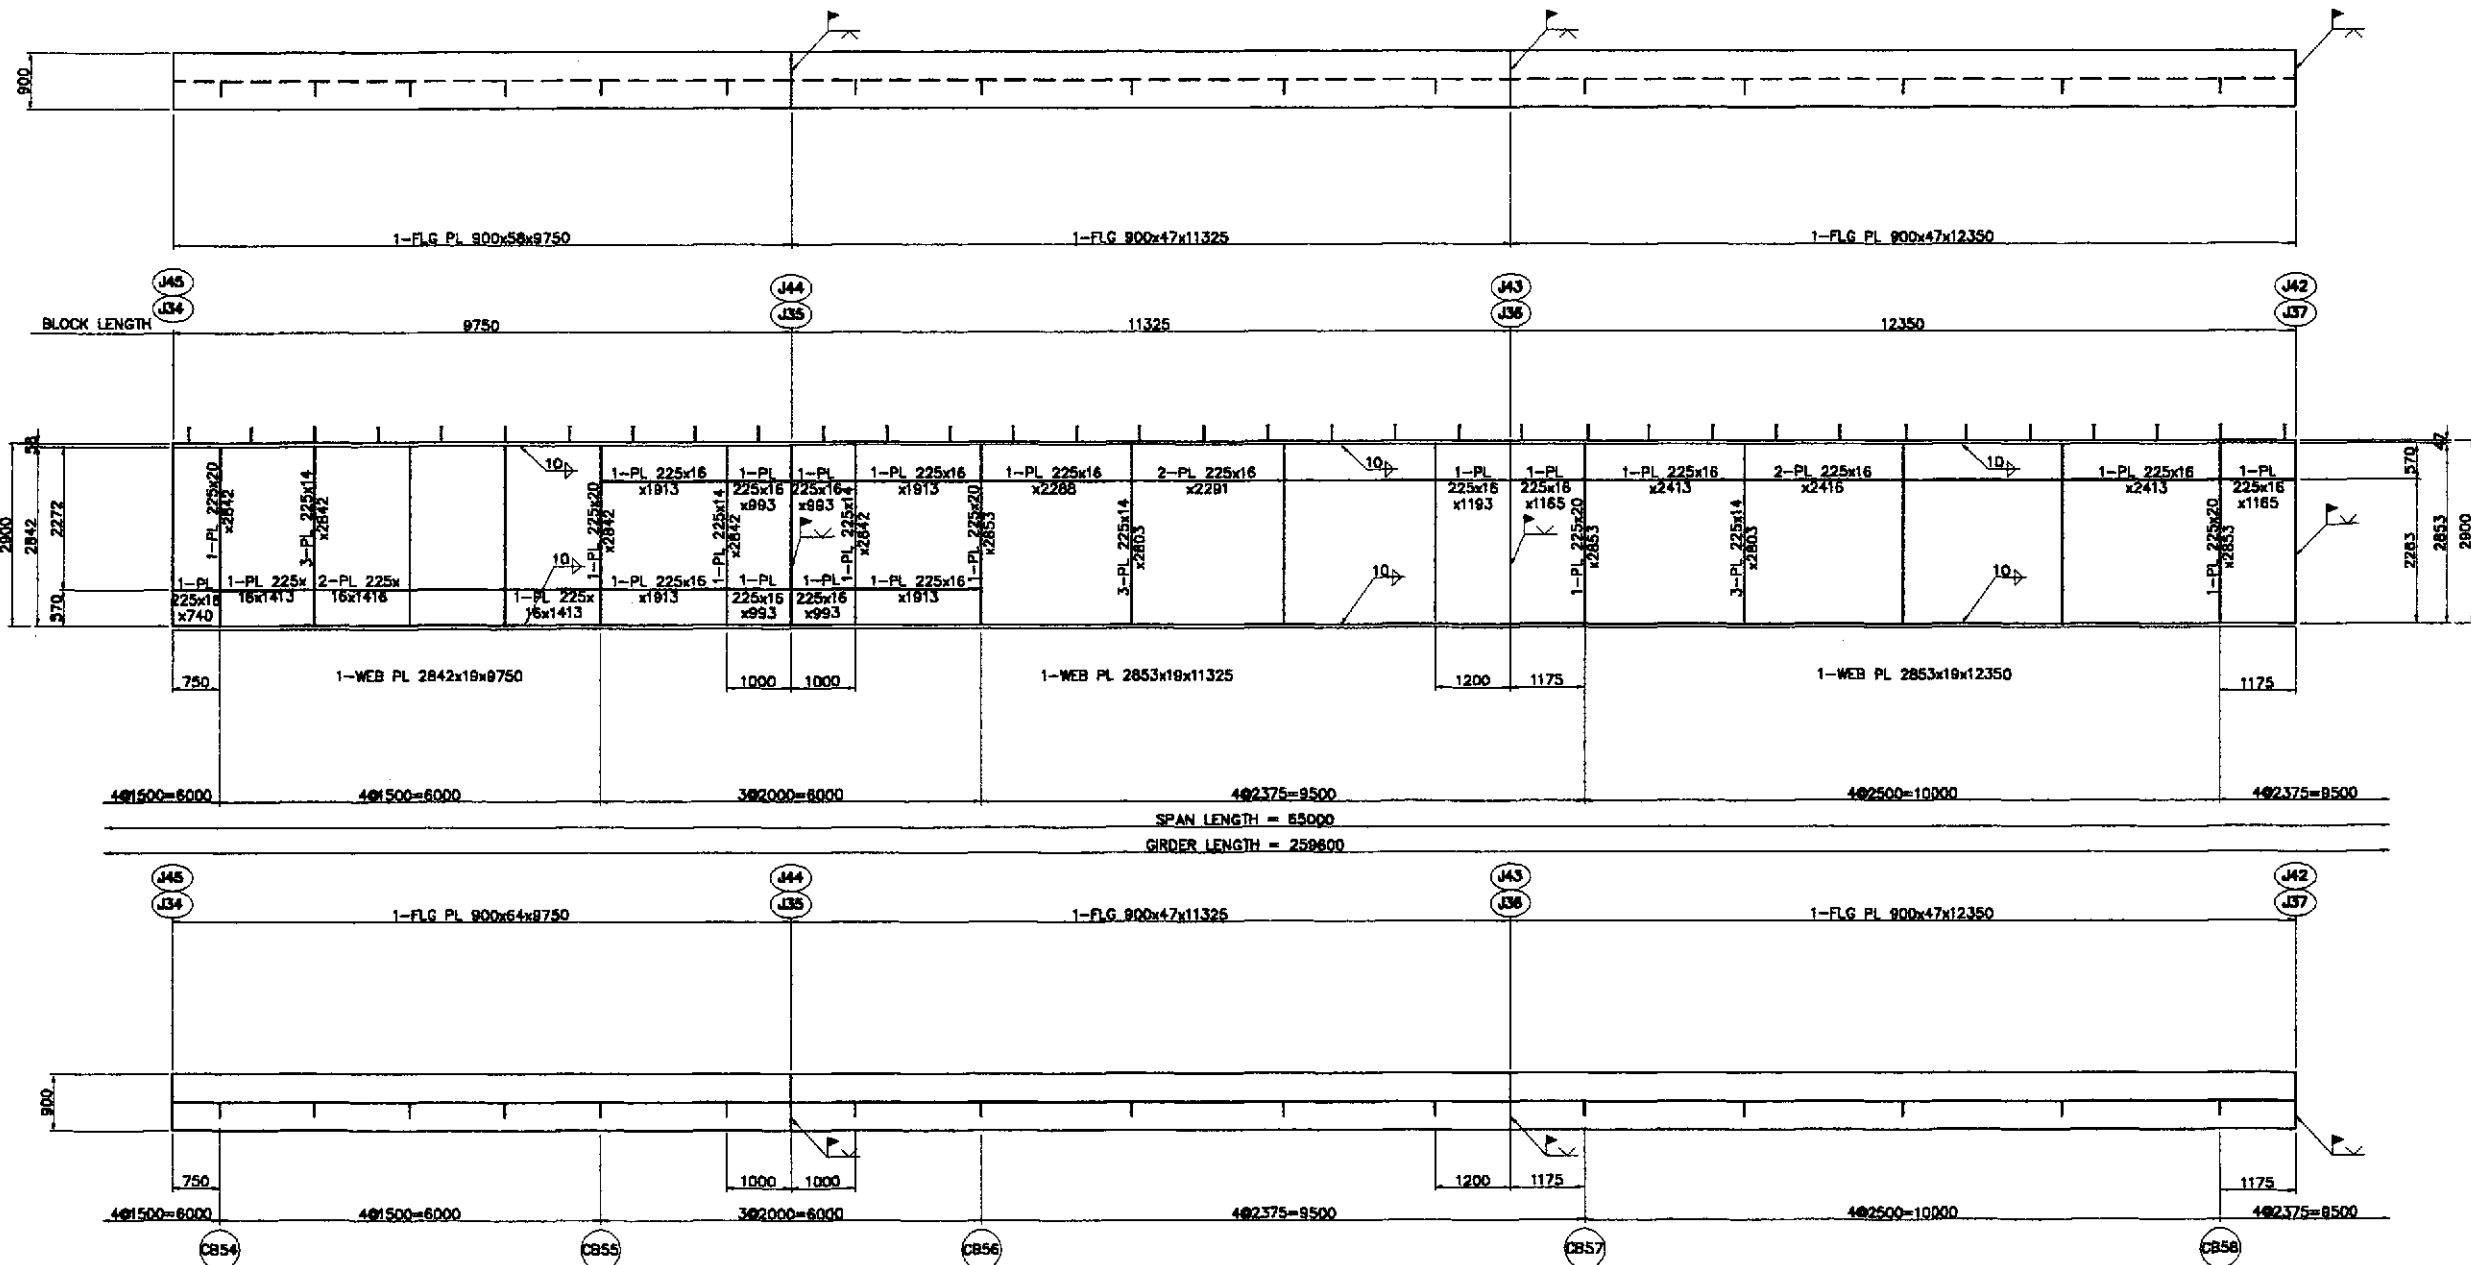 900
1-FLG PL 900x58x9750
1-FLG 900x47x11325
1-FLG PL 900x47x12350
J45
J34
J44
J35
J43
J36
J42
J37
BLOCK LENGTH
9750
11325
12350
2900
2842
58
2272
570
1-PL 225x20
x2842
3-PL 225x14
x2842
10
1-PL 225x20
x2842
1-PL 225x16
x1913
1-PL 225x14
x2842
1-PL
225x16
x993
1-PL
225x16
x993
1-PL 225x14
x2842
1-PL 225x16
x1913
1-PL 225x20
x2853
1-PL 225x16
x2288
3-PL 225x14
x2803
2-PL 225x16
x2291
10
1-PL
225x16
x1193
1-PL
225x16
x1165
1-PL 225x20
x2853
1-PL 225x16
x2413
3-PL 225x14
x2803
2-PL 225x16
x2416
10
1-PL 225x16
x2413
1-PL 225x20
x2853
1-PL
225x16
x1165
47
570
2283
2853
2900
1-PL
225x16
x740
1-PL 225x
16x1413
2-PL 225x
16x1416
10
1-PL 225x
16x1413
1-PL 225x16
x1913
1-PL
225x16
x993
1-PL
225x16
x993
1-PL 225x16
x1913
10
10
750
1-WEB PL 2842x19x9750
1000
1000
1-WEB PL 2853x19x11325
1200
1175
1-WEB PL 2853x19x12350
1175
4@1500=6000
4@1500=6000
3@2000=6000
4@2375=9500
4@2500=10000
4@2375=9500
SPAN LENGTH = 65000
GIRDER LENGTH = 259600
J45
J34
J44
J35
J43
J36
J42
J37
1-FLG PL 900x64x9750
1-FLG 900x47x11325
1-FLG PL 900x47x12350
900
750
1000
1000
1200
1175
1175
4@1500=6000
4@1500=6000
3@2000=6000
4@2375=9500
4@2500=10000
4@2375=9500
CB54
CB55
CB56
CB57
CB58